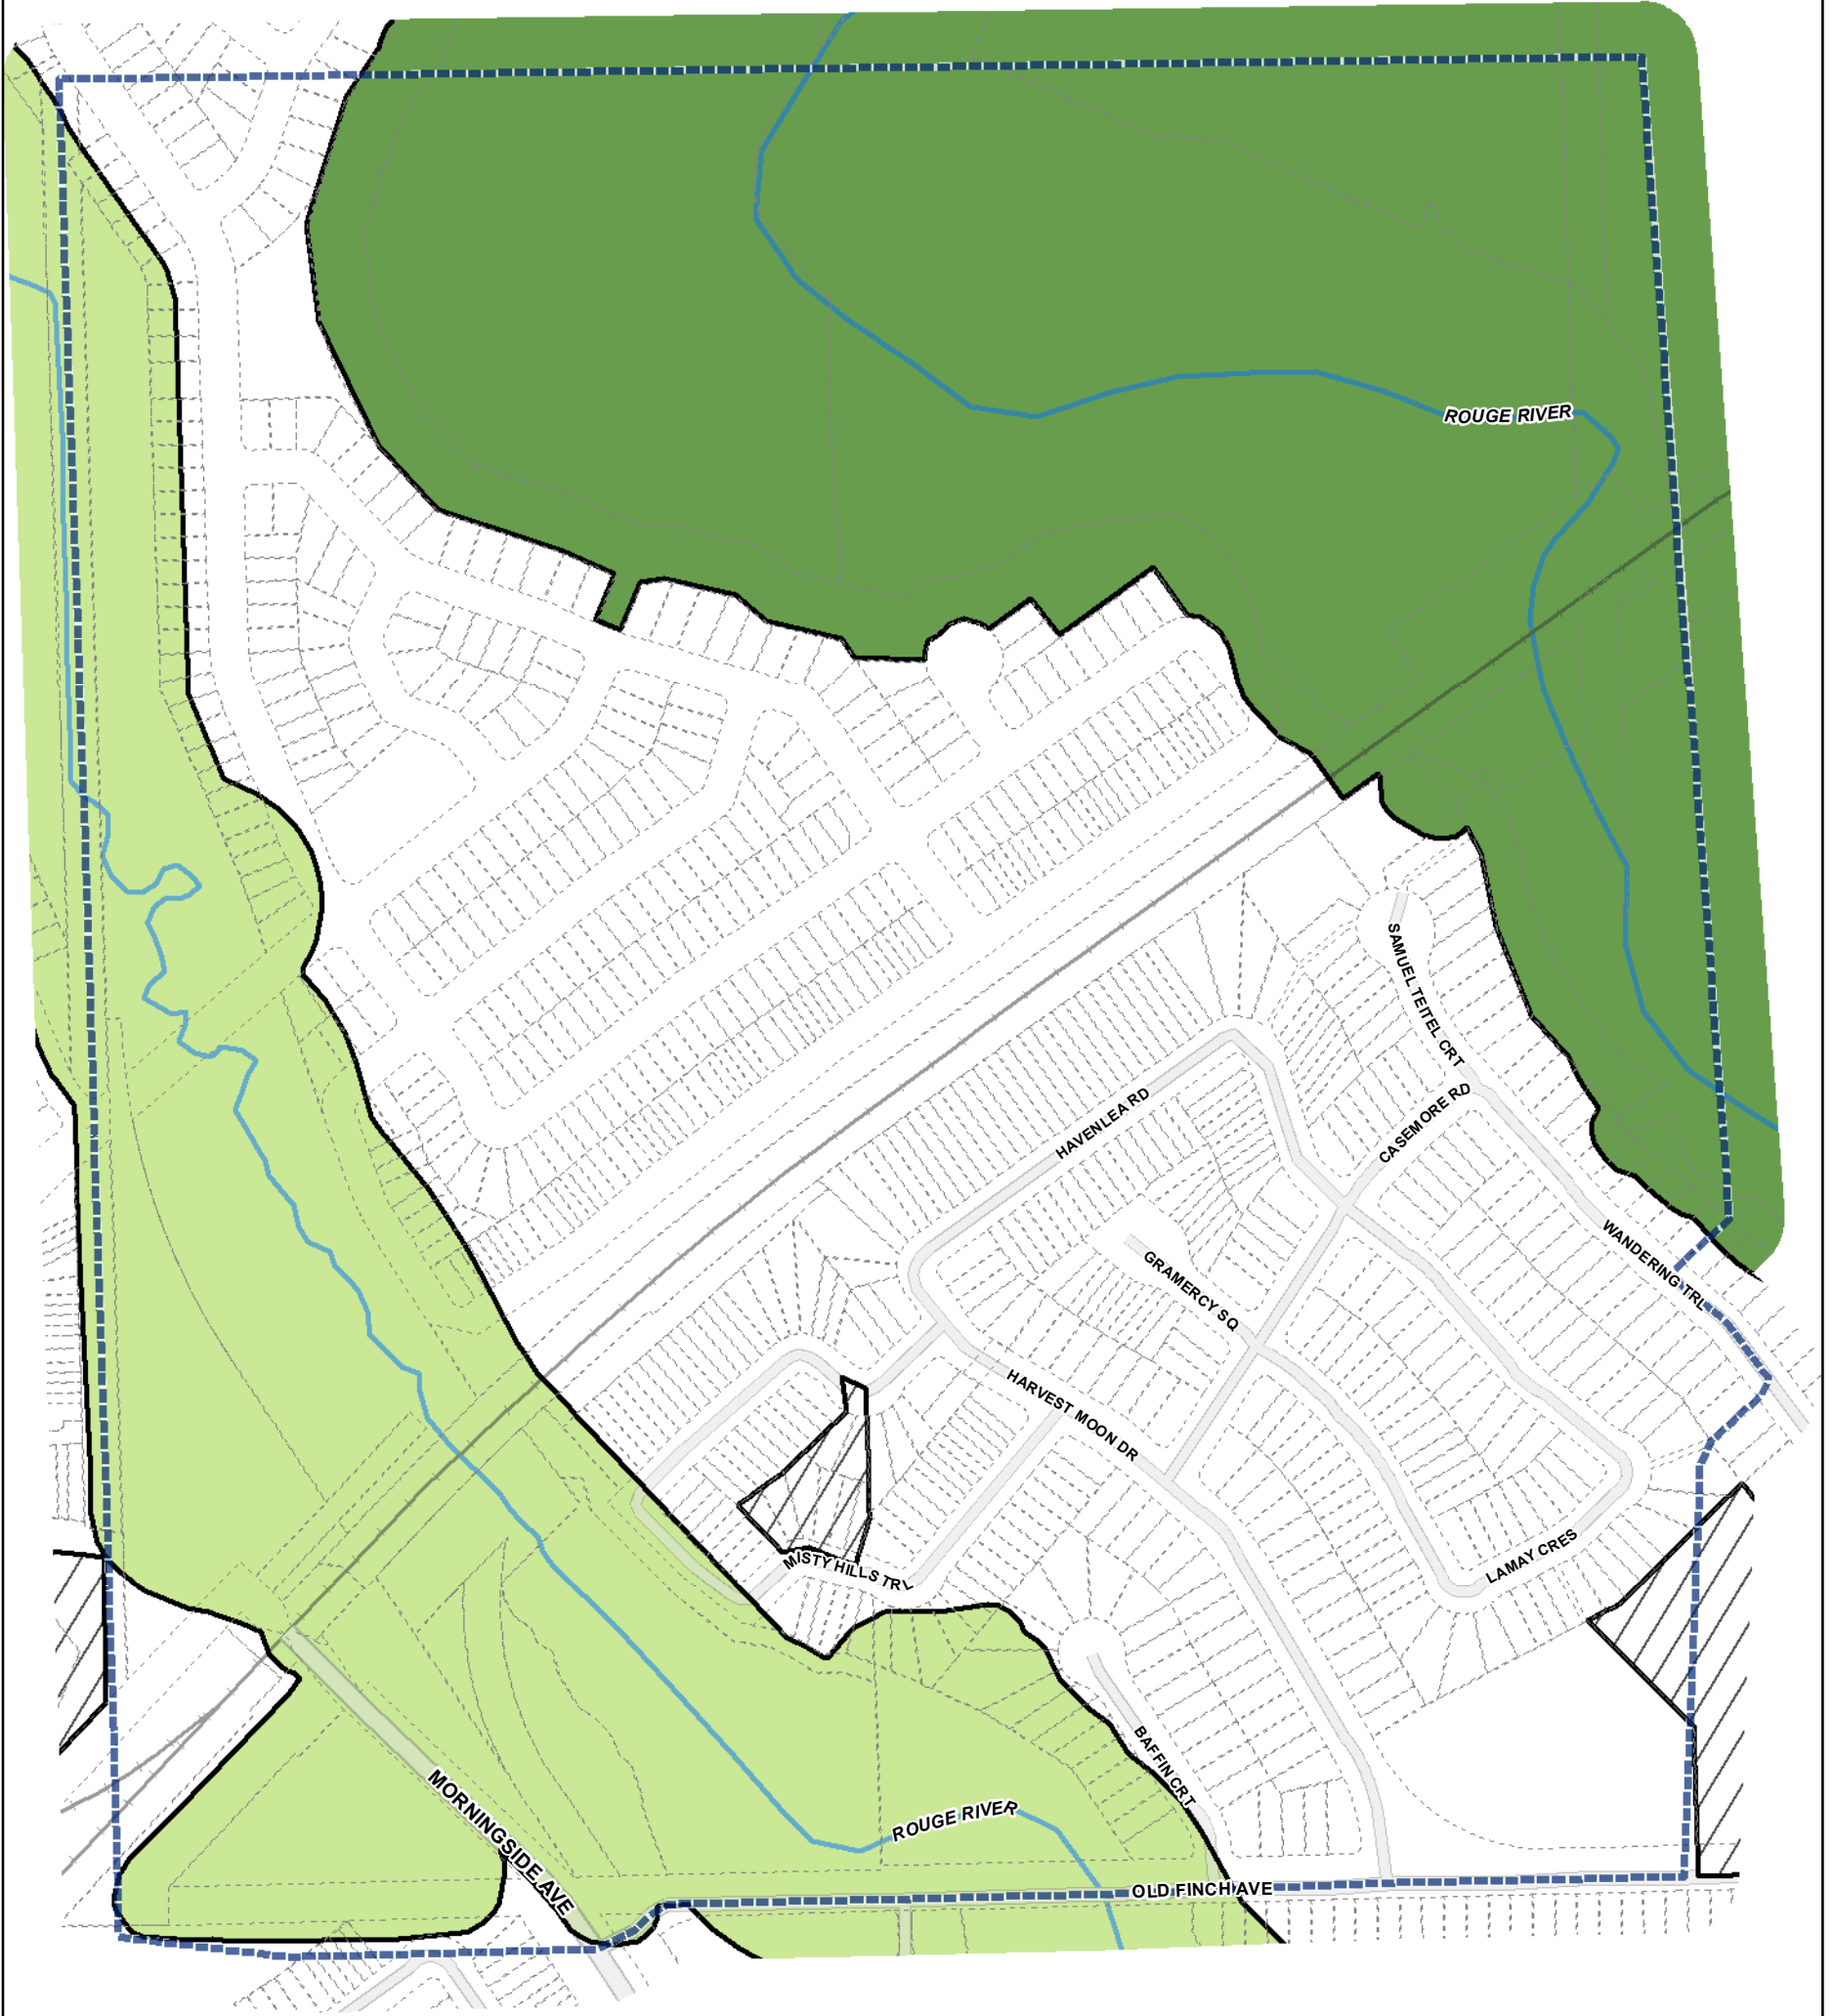 ROUGE RIVER
SAMUEL TEITEL CRT
HAVENLEA RD
CASEMORE RD
WANDERING TRL
GRAMERCY SQ
HARVEST MOON DR
MISTY HILLS TRL
LAMAY CRES
BAFFIN CRT
MORNINGSIDE AVE
ROUGE RIVER
OLD FINCH AVE